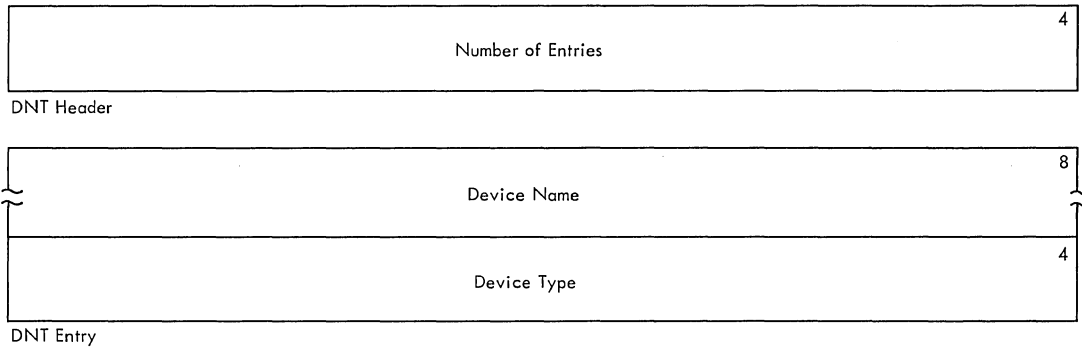 4
Number of Entries
DNT Header
8
Device Name
4
Device Type
DNT Entry